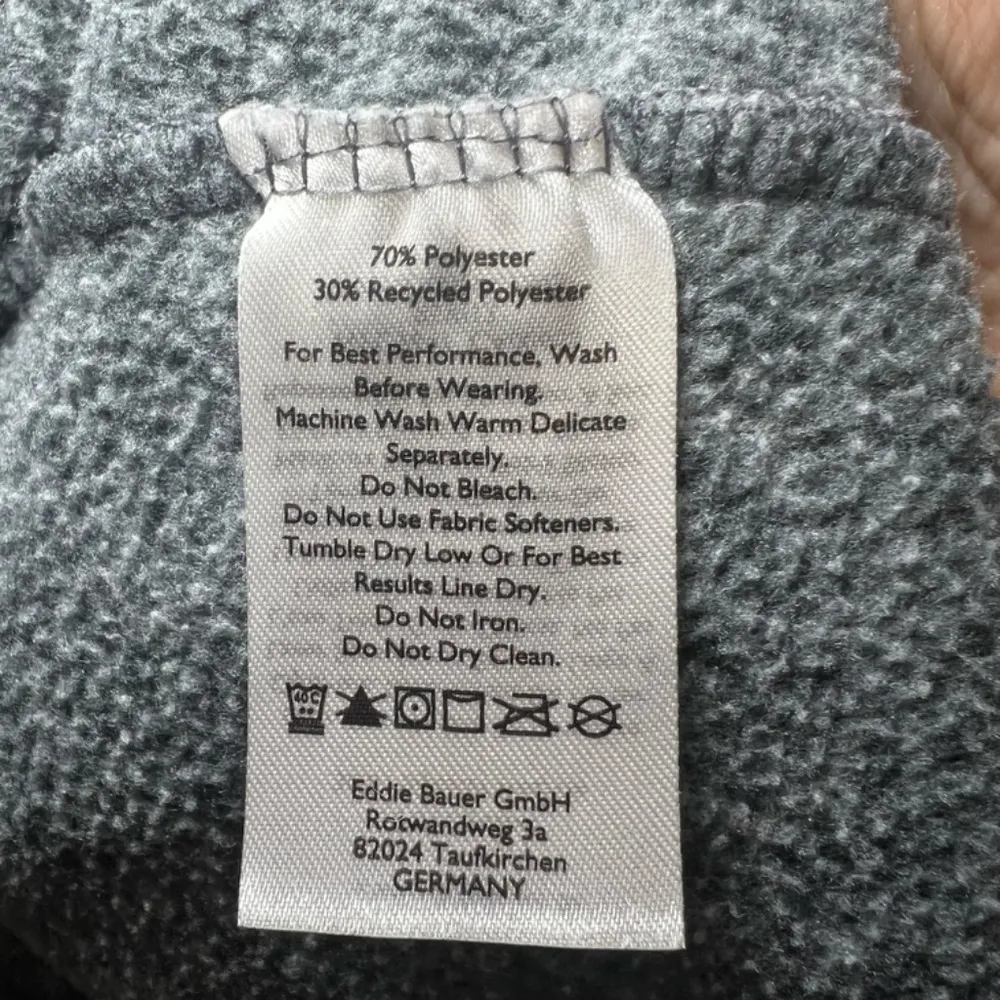 70% Polyester
30% Recycled Polyester
For Best Performance, Wash
Before Wearing.
Machine Wash Warm Delicate
Separately.
Do Not Bleach.
Do Not Use Fabric Softeners.
Tumble Dry Low Or For Best
Results Line Dry.
Do Not Iron.
Do Not Dry Clean.
40C
Eddie Bauer GmbH
Rotwandweg 3a
82024 Taufkirchen
GERMANY